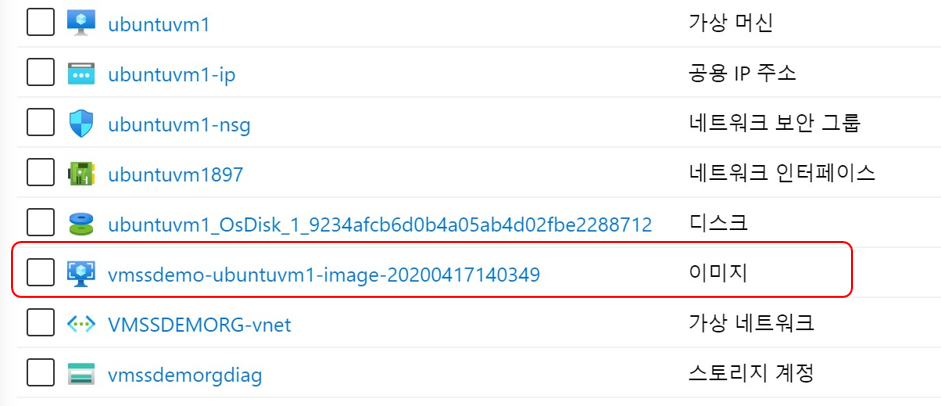 ubuntuvm1 가상 머신
ubuntuvm1-ip 공용 IP 주소
ubuntuvm1-nsg 네트워크 보안 그룹
ubuntuvm1897 네트워크 인터페이스
ubuntuvm1_OsDisk_1_9234afcb6d0b4a05ab4d02fbe2288712 디스크
vmssdemo-ubuntuvm1-image-20200417140349 이미지
VMSSDEMORG-vnet 가상 네트워크
vmssdemorgdiag 스토리지 계정